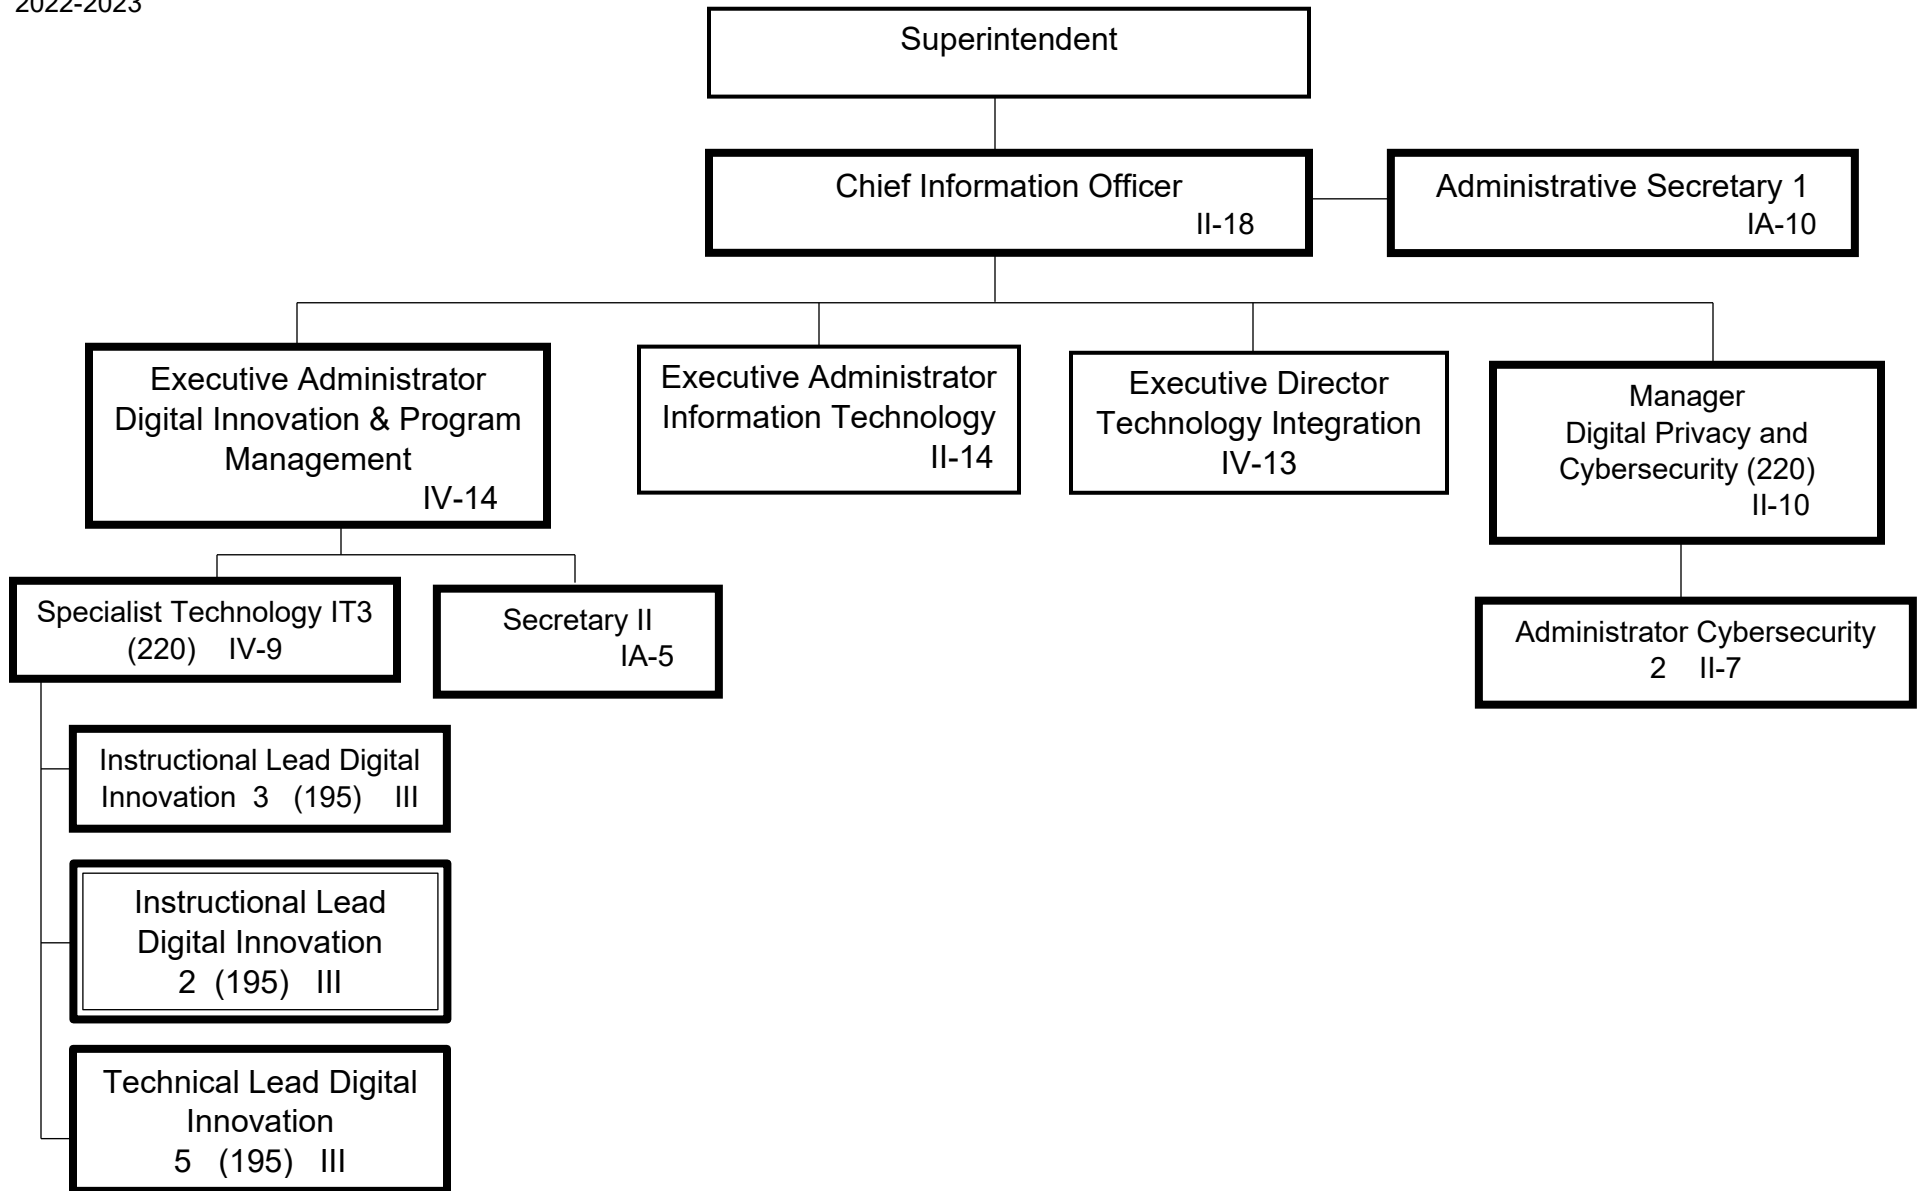 2022-2023
Superintendent
Chief Information Officer
II-18
Administrative Secretary 1
IA-10
Executive Administrator
Digital Innovation & Program
Management
IV-14
Executive Administrator
Information Technology
II-14
Executive Director
Technology Integration
IV-13
Manager
Digital Privacy and
Cybersecurity (220)
II-10
Specialist Technology IT3
(220) IV-9
Secretary II
IA-5
Administrator Cybersecurity
2 II-7
Instructional Lead Digital
Innovation 3 (195) III
Instructional Lead
Digital Innovation
2 (195) III
Technical Lead Digital
Innovation
5 (195) III